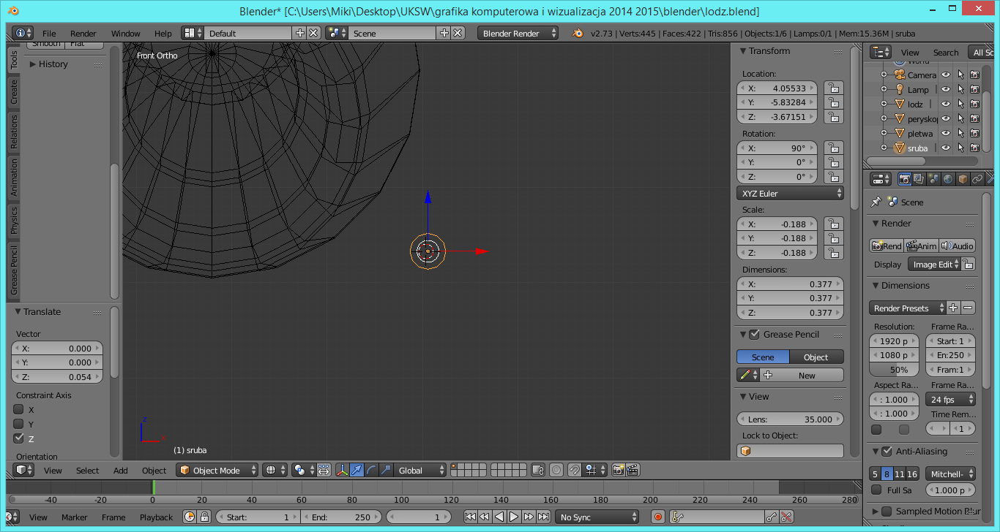 Blender* [C:\Users\Miki\Desktop\UKSW\grafika komputerowa i wizualizacja 2014 2015\blender\lodz.blend]
File Render Window Help Default Scene Blender Render v2.73 | Verts:445 | Faces:422 | Tris:856 | Objects:1/6 | Lamps:0/1 | Mem:15.36M | sruba
Smooth Flat
History
Tools
Create
Relations
Animation
Physics
Grease Pencil
Translate
Vector
X: 0.000
Y: 0.000
Z: 0.054
Constraint Axis
X
Y
Z
Orientation
Front Ortho
z
x
(1) sruba
Transform
Location:
X: 4.05533
Y: -5.83284
Z: -3.67151
Rotation:
X: 90°
Y: 0°
Z: 0°
XYZ Euler
Scale:
X: -0.188
Y: -0.188
Z: -0.188
Dimensions:
X: 0.377
Y: 0.377
Z: 0.377
Grease Pencil
Scene Object
New
View
Lens: 35.000
Lock to Object:
View Search All Sc
World
Camera
Lamp
lodz
perysko
pletwa
sruba
Scene
Render
Rend Anim Audio
Display Image Edit
Dimensions
Render Presets
Resolution: Frame Ra...
1920 p Start: 1
1080 p En:250
50% Fram:1
Aspect Ra... Frame Ra...
: 1.000 24 fps
: 1.000 Time Rem...
1
Anti-Aliasing
5 8 11 16 Mitchell-
Full Sa 1.000 p
Sampled Motion Blur
View Select Add Object Object Mode Global
-40 -20 0 20 40 60 80 100 120 140 160 180 200 220 240 260 280
View Marker Frame Playback Start: 1 End: 250 1 No Sync